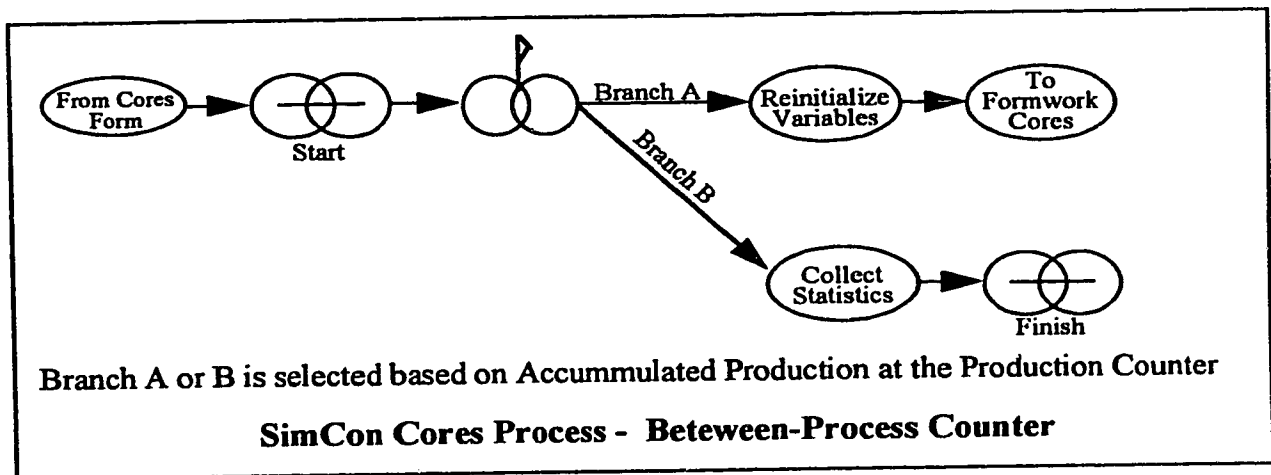 From Cores
Form
Start
Branch A
Reinitialize
Variables
To
Formwork
Cores
Branch B
Collect
Statistics
Finish
Branch A or B is selected based on Accummulated Production at the Production Counter
SimCon Cores Process - Beteween-Process Counter